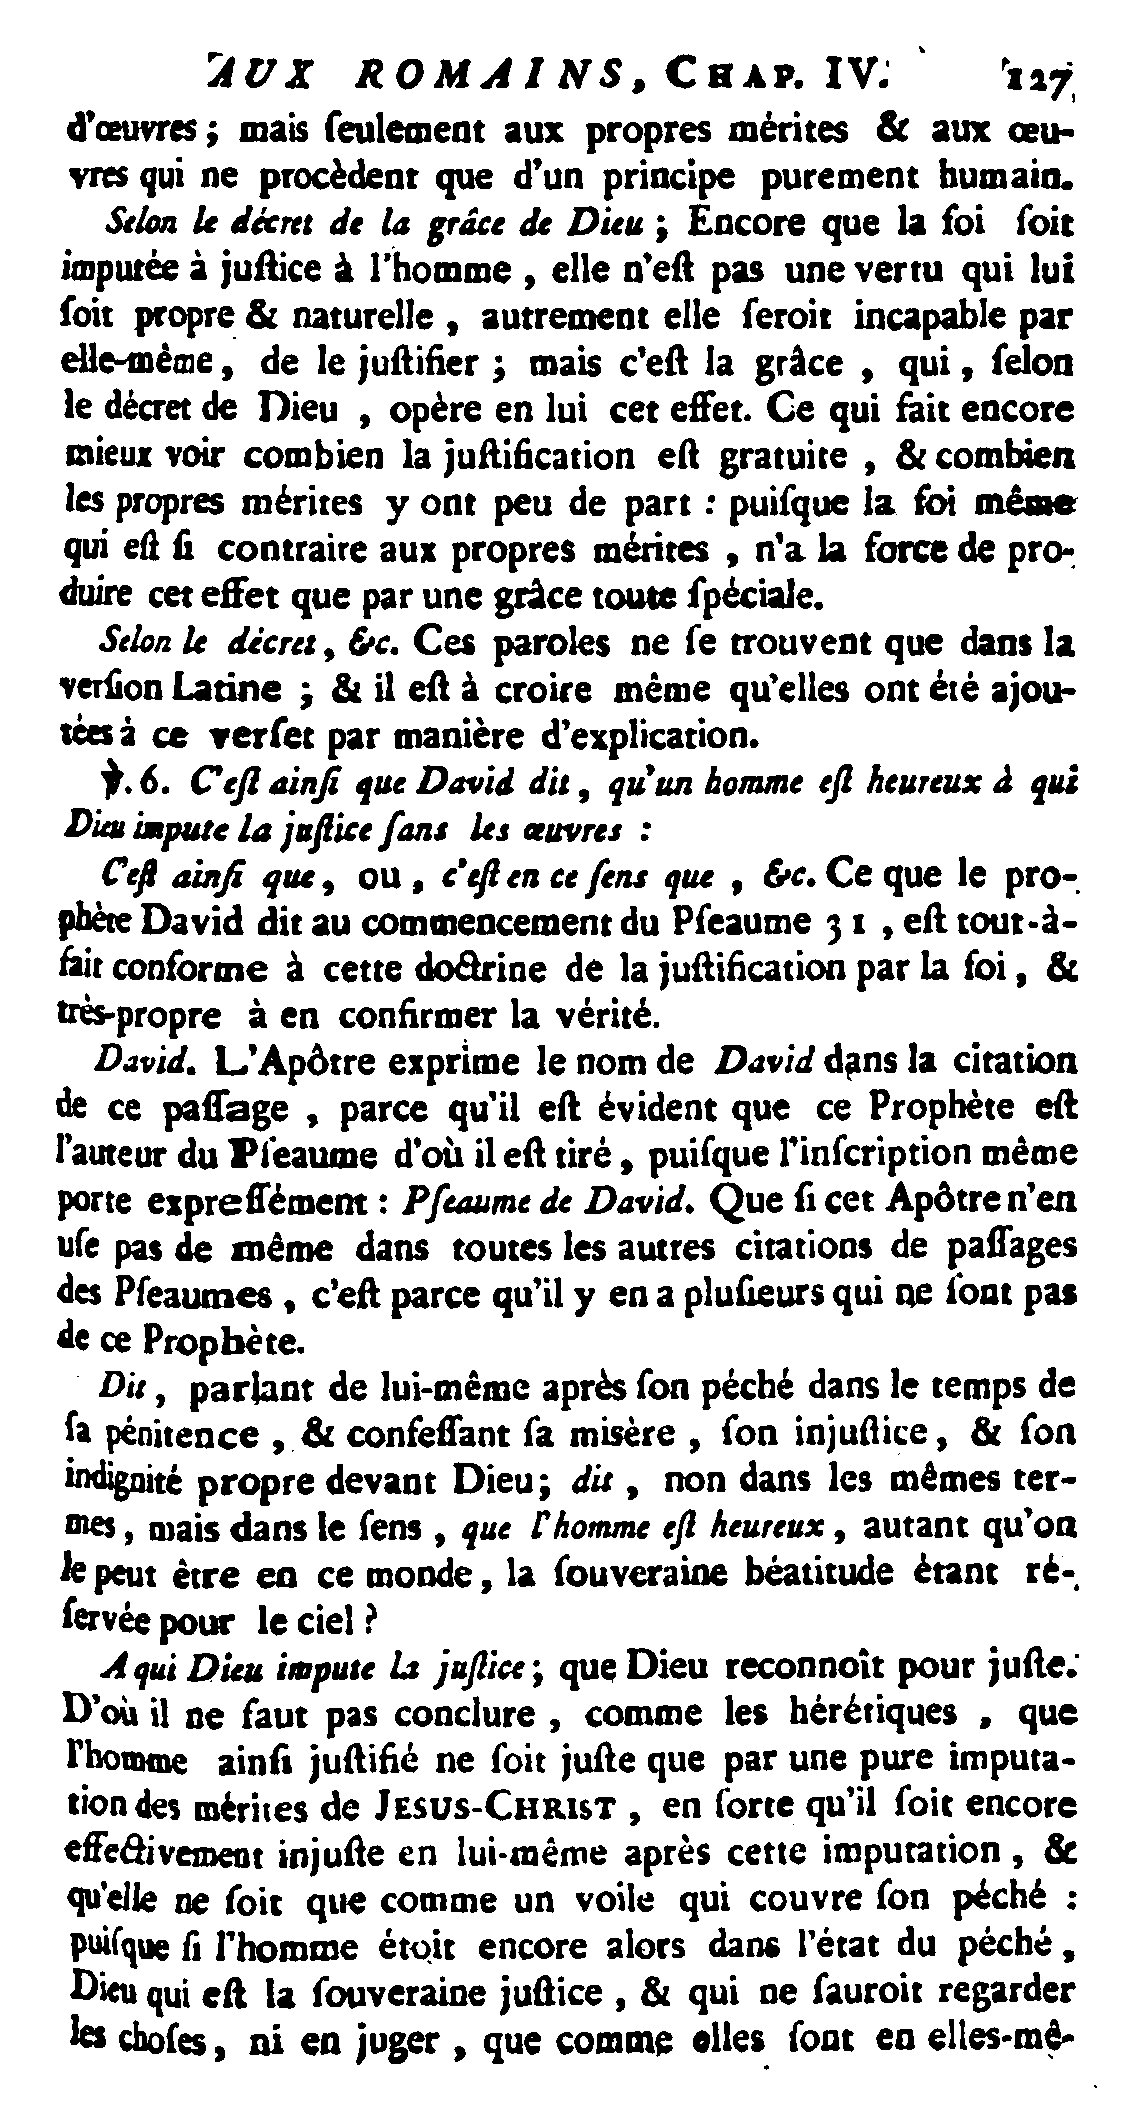 AUX ROMAINS, CHAP. IV. 127
d'œuvres ; mais ſeulement aux propres mérites & aux œu-
vres qui ne procèdent que d'un principe purement humain.
Selon le décret de la grâce de Dieu ; Encore que la foi ſoit
imputée à juſtice à l'homme , elle n'eſt pas une vertu qui lui
ſoit propre & naturelle , autrement elle ſeroit incapable par
elle-même , de le juſtifier ; mais c'eſt la grâce , qui , ſelon
le décret de Dieu , opère en lui cet effet. Ce qui fait encore
mieux voir combien la juſtification eſt gratuite , & combien
les propres mérites y ont peu de part : puiſque la foi même
qui eſt ſi contraire aux propres mérites , n'a la force de pro-
duire cet effet que par une grâce toute ſpéciale.
Selon le décret , &c. Ces paroles ne ſe trouvent que dans la
verſion Latine ; & il eſt à croire même qu'elles ont été ajou-
tées à ce verſet par manière d'explication.
℣. 6. C'eſt ainſi que David dit , qu'un homme eſt heureux à qui
Dieu impute la juſtice ſans les œuvres :
C'eſt ainſi que , ou , c'eſt en ce ſens que , &c. Ce que le pro-
phète David dit au commencement du Pſeaume 31 , eſt tout-à-
fait conforme à cette doctrine de la juſtification par la foi , &
très-propre à en confirmer la vérité.
David. L'Apôtre exprime le nom de David dans la citation
de ce paſſage , parce qu'il eſt évident que ce Prophète eſt
l'auteur du Pſeaume d'où il eſt tiré , puiſque l'inſcription même
porte expreſſément : Pſeaume de David. Que ſi cet Apôtre n'en
uſe pas de même dans toutes les autres citations de paſſages
des Pſeaumes , c'eſt parce qu'il y en a pluſieurs qui ne ſont pas
de ce Prophète.
Dit , parlant de lui-même après ſon péché dans le temps de
ſa pénitence , & confeſſant ſa misère , ſon injuſtice , & ſon
indignité propre devant Dieu ; dit , non dans les mêmes ter-
mes , mais dans le ſens , que l'homme eſt heureux , autant qu'on
le peut être en ce monde , la ſouveraine béatitude étant ré-
ſervée pour le ciel ?
A qui Dieu impute la juſtice ; que Dieu reconnoît pour juſte.
D'où il ne faut pas conclure , comme les hérétiques , que
l'homme ainſi juſtifié ne ſoit juſte que par une pure imputa-
tion des mérites de JESUS-CHRIST , en ſorte qu'il ſoit encore
effectivement injuſte en lui-même après cette imputation , &
qu'elle ne ſoit que comme un voile qui couvre ſon péché :
puiſque ſi l'homme étoit encore alors dans l'état du péché ,
Dieu qui eſt la ſouveraine juſtice , & qui ne ſauroit regarder
les choſes , ni en juger , que comme elles ſont en elles-mê-